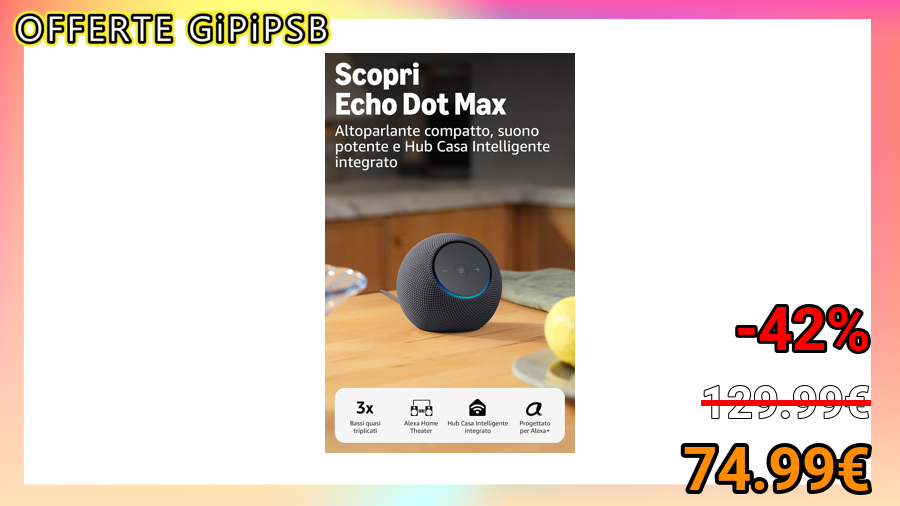 OFFERTE GiPiPSB
Scopri
Echo Dot Max
Altoparlante compatto, suono
potente e Hub Casa Intelligente
integrato
3x
Bassi quasi
triplicati
Alexa Home
Theater
Hub Casa Intelligente
integrato
Progettato
per Alexa+
-42%
129.99€
74.99€